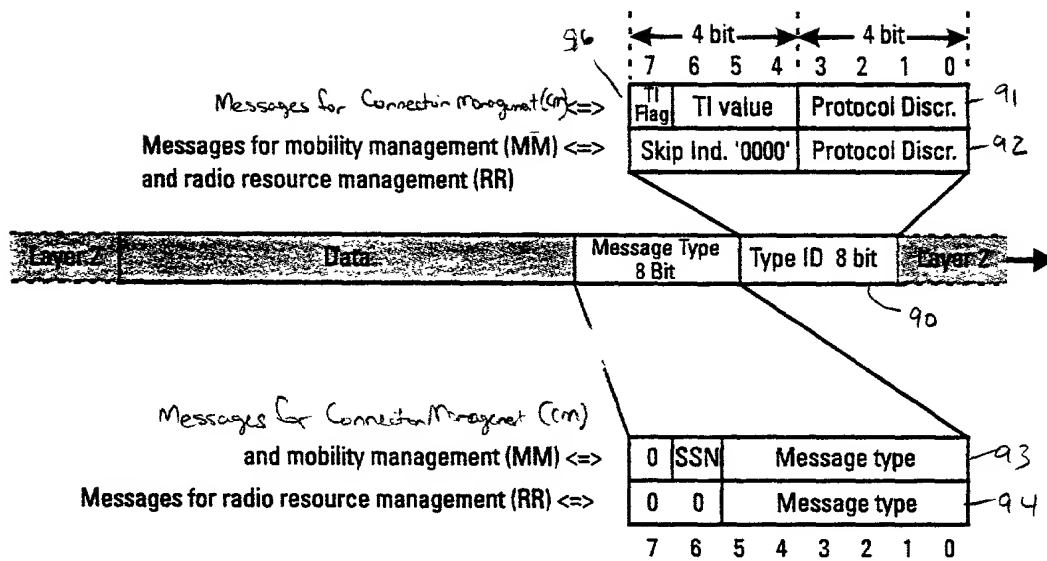 4 bit 4 bit
96
7 6 5 4 3 2 1 0
Messages for Connection Management (cm) <=> TI Flag TI value Protocol Discr. 91
Messages for mobility management (MM) <=> Skip Ind. '0000' Protocol Discr. 92
and radio resource management (RR)
Layer 2 Data Message Type 8 Bit Type ID 8 bit Layer 2
90
Messages for Connection Management (cm)
and mobility management (MM) <=> 0 SSN Message type 93
Messages for radio resource management (RR) <=> 0 0 Message type 94
7 6 5 4 3 2 1 0